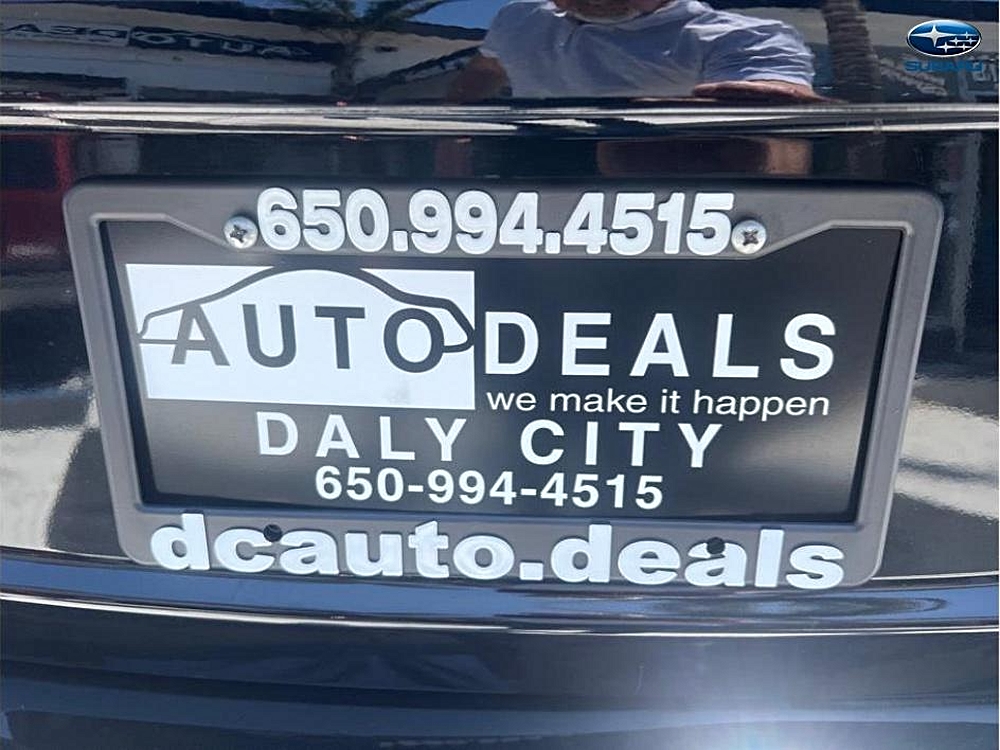 SUBARU
650.994.4515
AUTO DEALS
we make it happen
DALY CITY
650-994-4515
dcauto.deals